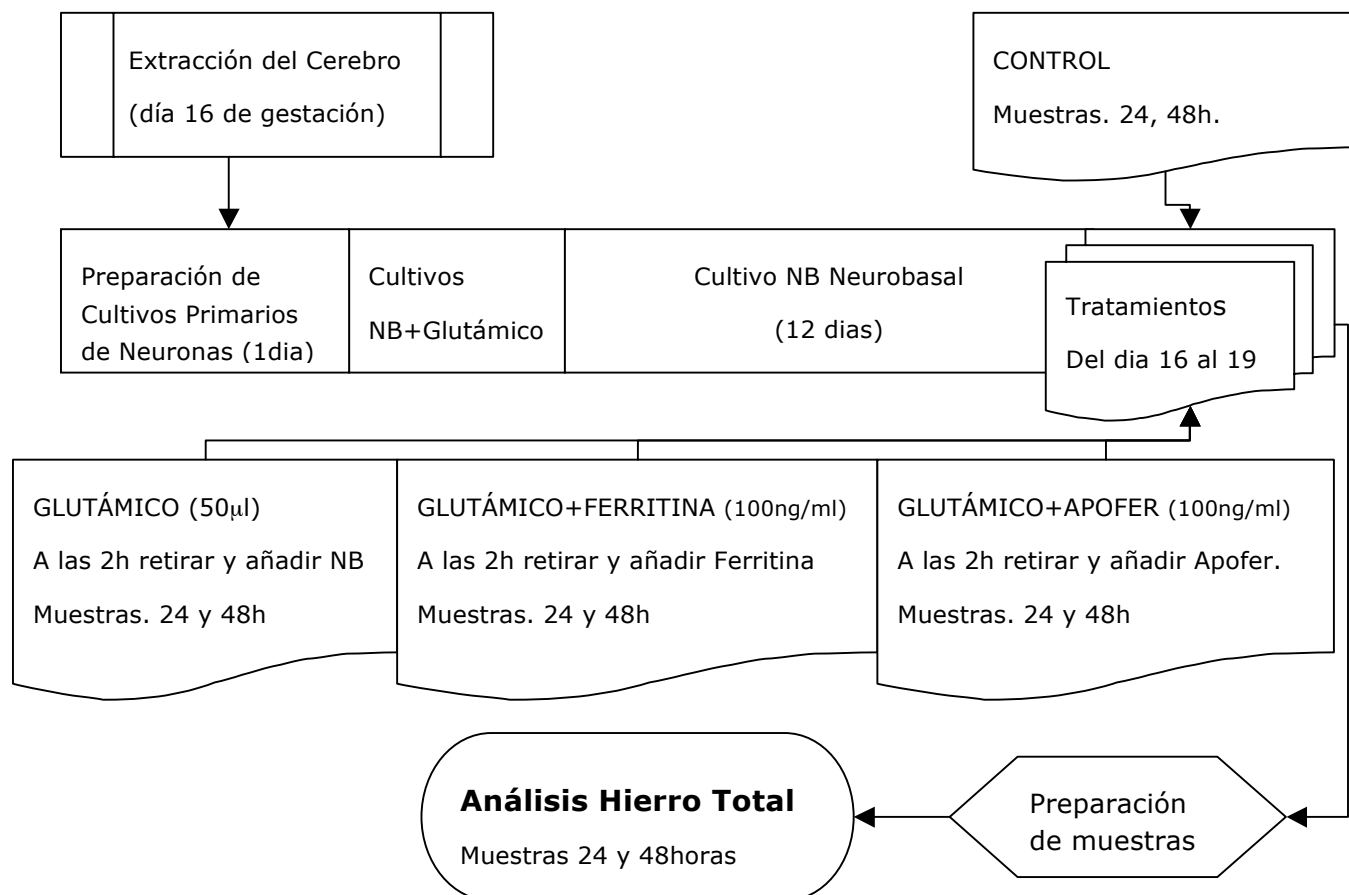 Extracción del Cerebro
(día 16 de gestación)
CONTROL
Muestras. 24, 48h.
Preparación de
Cultivos Primarios
de Neuronas (1dia)
Cultivos
NB+Glutámico
Cultivo NB Neurobasal
(12 dias)
Tratamientos
Del dia 16 al 19
GLUTÁMICO (50μl)
A las 2h retirar y añadir NB
Muestras. 24 y 48h
GLUTÁMICO+FERRITINA (100ng/ml)
A las 2h retirar y añadir Ferritina
Muestras. 24 y 48h
GLUTÁMICO+APOFER (100ng/ml)
A las 2h retirar y añadir Apofer.
Muestras. 24 y 48h
Análisis Hierro Total
Muestras 24 y 48horas
Preparación
de muestras